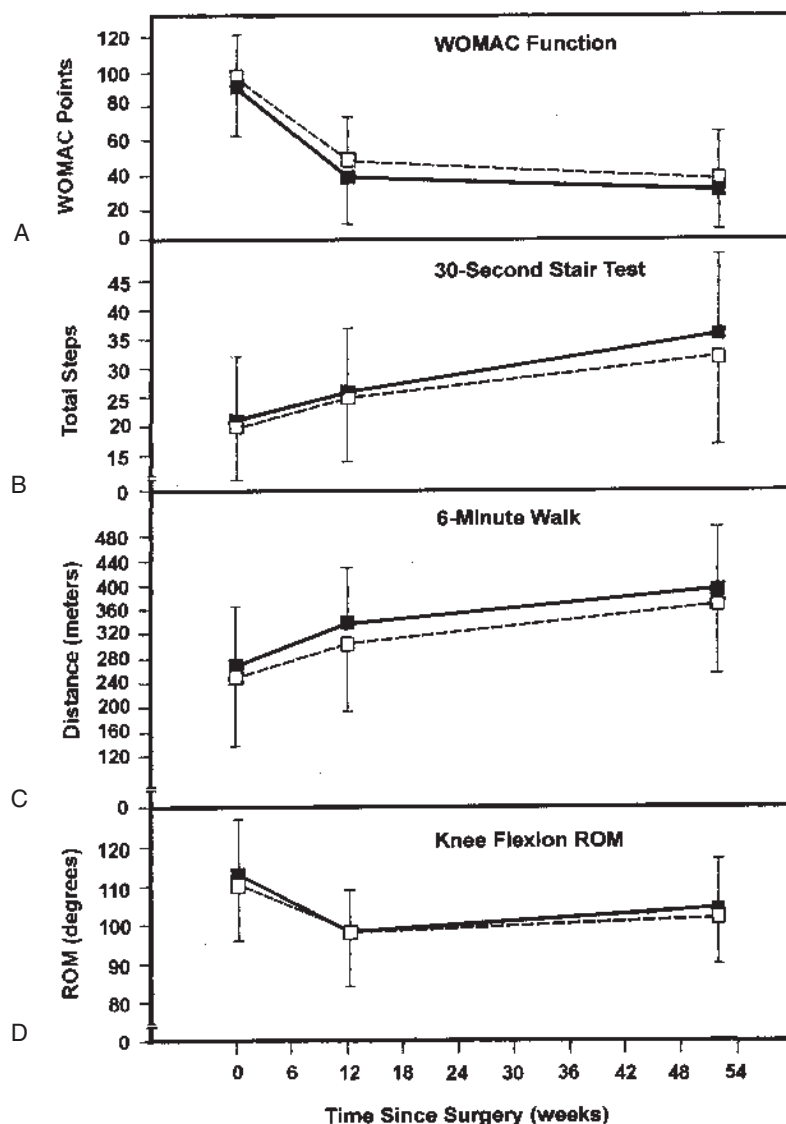 WOMAC Function
WOMAC Points
120
100
80
60
40
20
0
A
30-Second Stair Test
Total Steps
45
35
30
25
20
15
0
B
6-Minute Walk
Distance (meters)
480
440
400
360
320
280
240
200
160
120
0
C
Knee Flexion ROM
ROM (degrees)
120
110
100
90
80
0
D
0 6 12 18 24 30 36 42 48 54
Time Since Surgery (weeks)